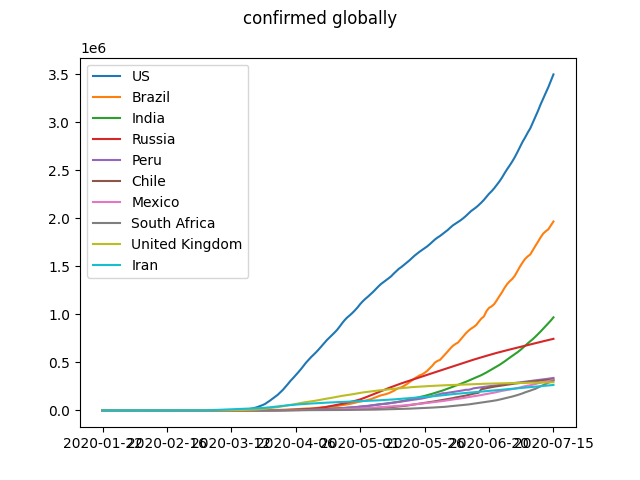 confirmed globally
1e6
3.5
3.0
2.5
2.0
1.5
1.0
0.5
0.0
US
Brazil
India
Russia
Peru
Chile
Mexico
South Africa
United Kingdom
Iran
2020-01-22 2020-02-16 2020-03-12 2020-04-06 2020-05-01 2020-05-26 2020-06-20 2020-07-15